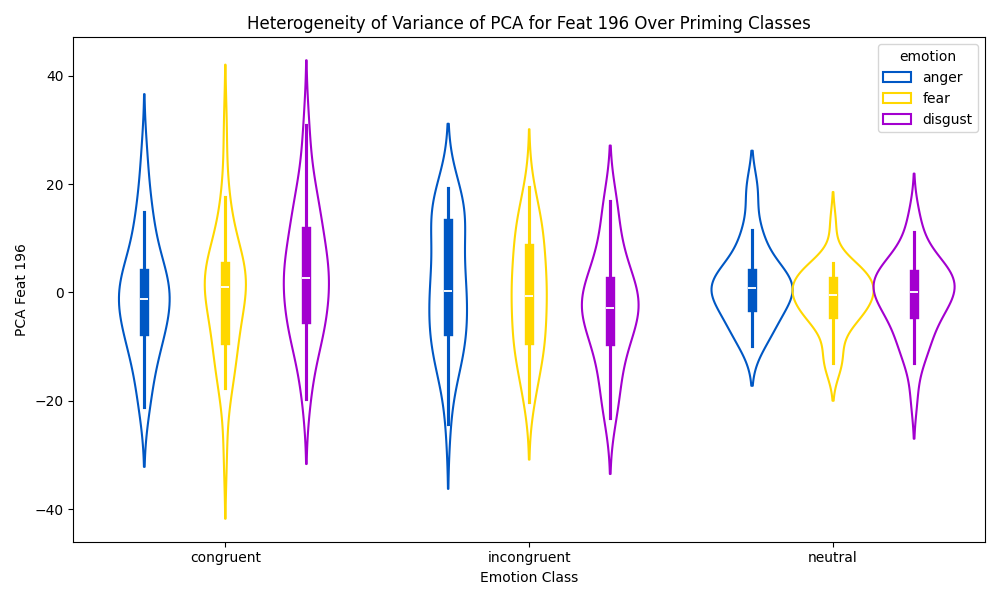 Heterogeneity of Variance of PCA for Feat 196 Over Priming Classes
emotion
anger
fear
disgust
PCA Feat 196
40
20
0
−20
−40
congruent
incongruent
neutral
Emotion Class